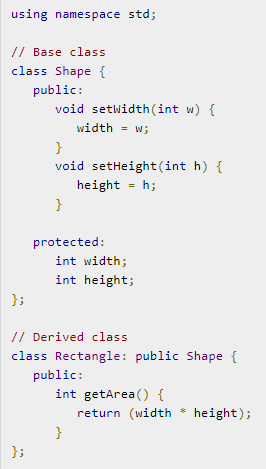 using namespace std;
// Base class
class Shape {
   public:
      void setWidth(int w) {
         width = w;
      }
      void setHeight(int h) {
         height = h;
      }
   protected:
      int width;
      int height;
};
// Derived class
class Rectangle: public Shape {
   public:
      int getArea() {
         return (width * height);
      }
};